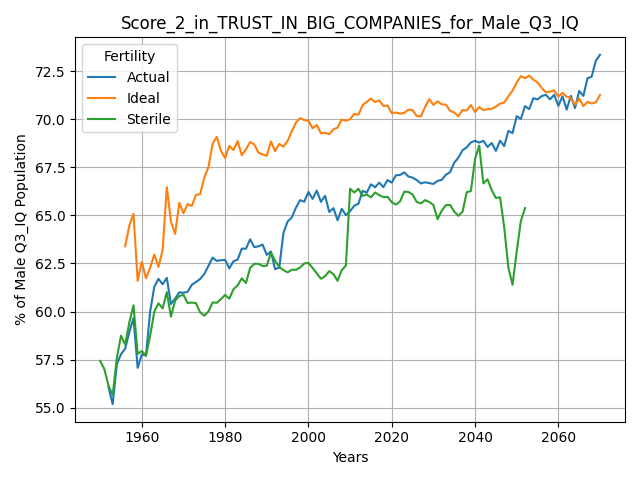 Score_2_in_TRUST_IN_BIG_COMPANIES_for_Male_Q3_IQ
Fertility
Actual
Ideal
Sterile
% of Male Q3_IQ Population
72.5
70.0
67.5
65.0
62.5
60.0
57.5
55.0
1960 1980 2000 2020 2040 2060
Years